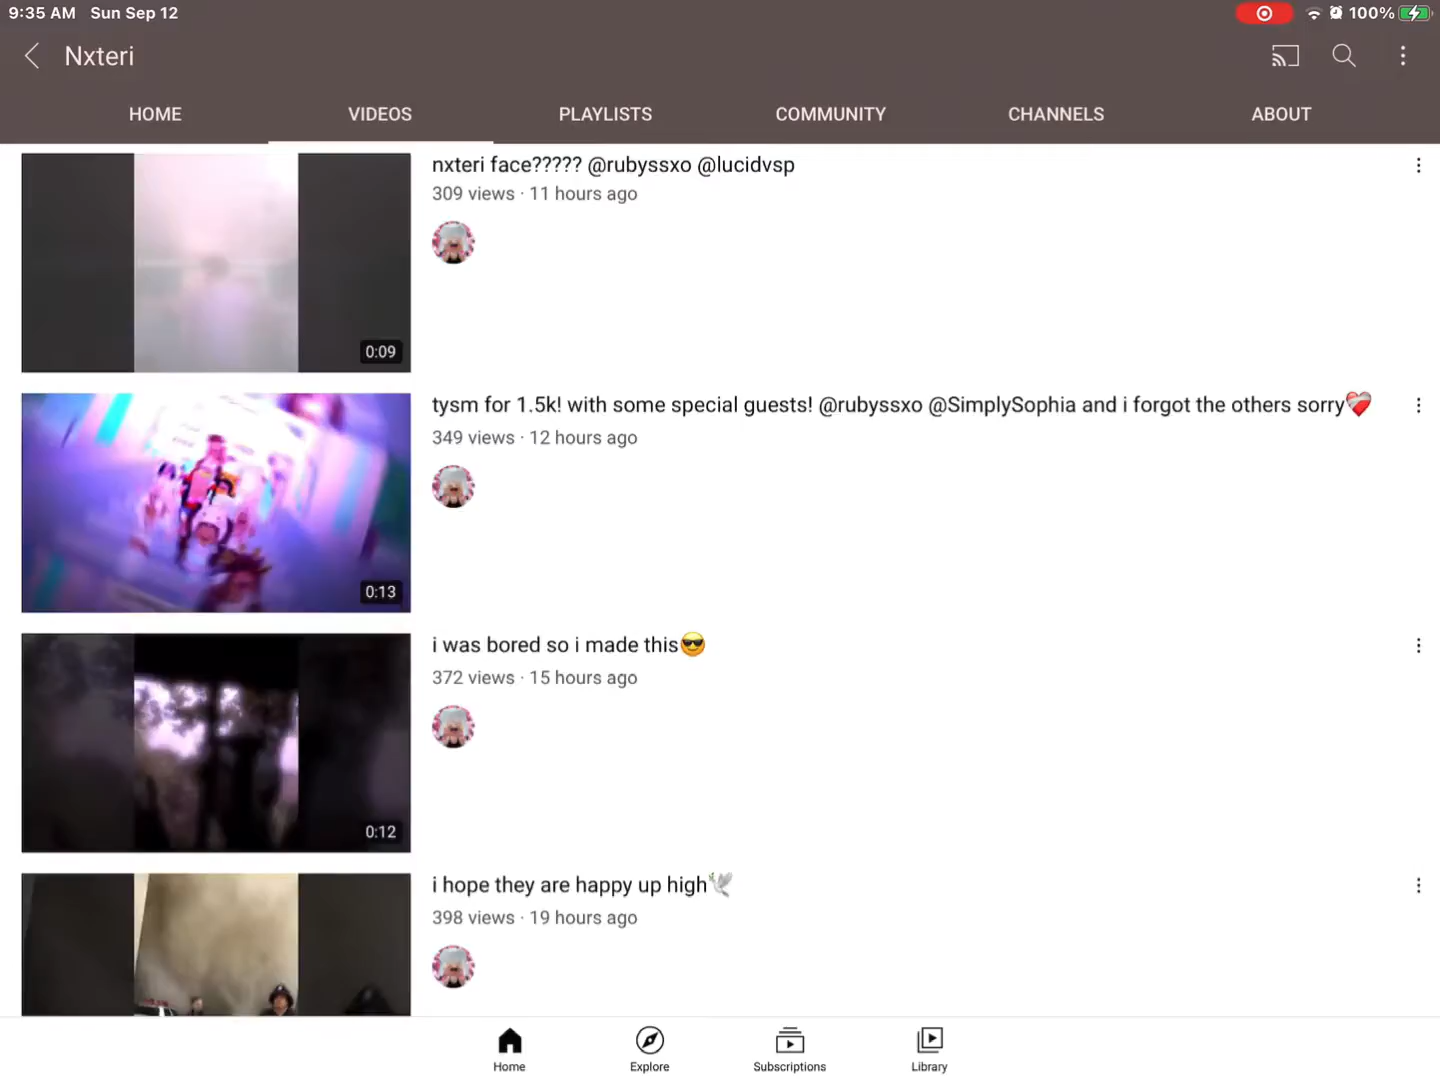 9:35 AM Sun Sep 12
100%
Nxteri
HOME VIDEOS PLAYLISTS COMMUNITY CHANNELS ABOUT
nxteri face????? @rubyssxo @lucidvsp
309 views · 11 hours ago
0:09
tysm for 1.5k! with some special guests! @rubyssxo @SimplySophia and i forgot the others sorry❤️‍🩹
349 views · 12 hours ago
0:13
i was bored so i made this😎
372 views · 15 hours ago
0:12
i hope they are happy up high🕊️
398 views · 19 hours ago
Home Explore Subscriptions Library